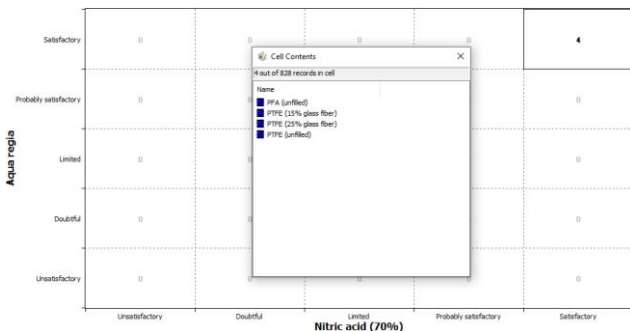 Satisfactory
0
0
0
0
4
Cell Contents
4 out of 828 records in cell
Name
PFA (unfilled)
PTFE (15% glass fiber)
PTFE (25% glass fiber)
PTFE (unfilled)
Probably satisfactory
0
0
Limited
0
0
Doubtful
0
0
Unsatisfactory
0
0
0
0
0
Aqua regia
Unsatisfactory
Doubtful
Limited
Probably satisfactory
Satisfactory
Nitric acid (70%)